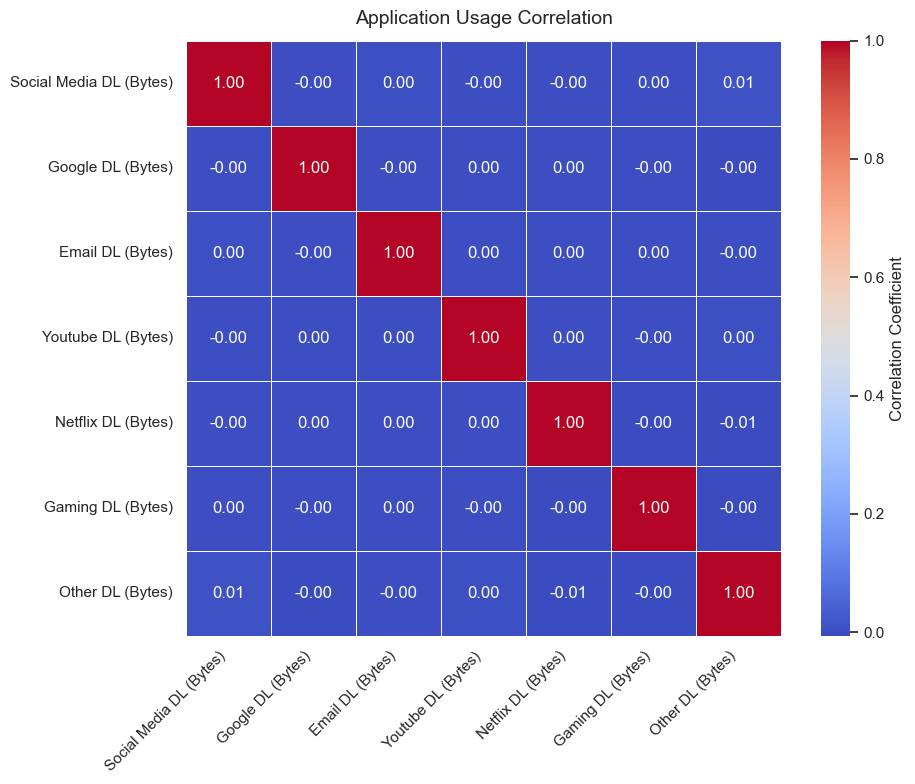 Application Usage Correlation
Social Media DL (Bytes) 1.00 -0.00 0.00 -0.00 -0.00 0.00 0.01
Google DL (Bytes) -0.00 1.00 -0.00 0.00 0.00 -0.00 -0.00
Email DL (Bytes) 0.00 -0.00 1.00 0.00 0.00 0.00 -0.00
Youtube DL (Bytes) -0.00 0.00 0.00 1.00 0.00 -0.00 0.00
Netflix DL (Bytes) -0.00 0.00 0.00 0.00 1.00 -0.00 -0.01
Gaming DL (Bytes) 0.00 -0.00 0.00 -0.00 -0.00 1.00 -0.00
Other DL (Bytes) 0.01 -0.00 -0.00 0.00 -0.01 -0.00 1.00
Social Media DL (Bytes)
Google DL (Bytes)
Email DL (Bytes)
Youtube DL (Bytes)
Netflix DL (Bytes)
Gaming DL (Bytes)
Other DL (Bytes)
1.0
0.8
0.6
0.4
0.2
0.0
Correlation Coefficient